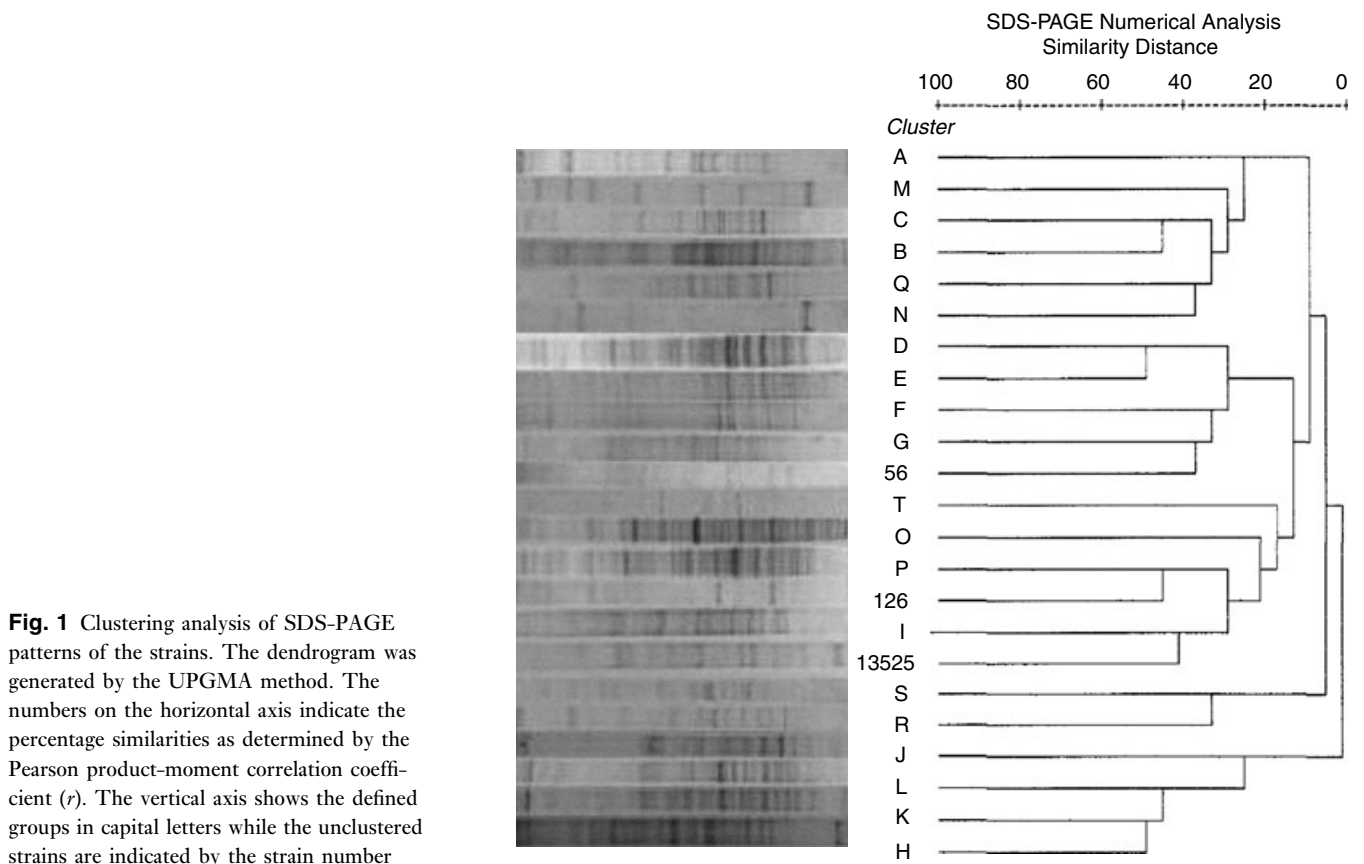 SDS-PAGE Numerical Analysis
Similarity Distance
100 80 60 40 20 0
Cluster
A
M
C
B
Q
N
D
E
F
G
56
T
O
P
126
I
13525
S
R
J
L
K
H
Fig. 1 Clustering analysis of SDS-PAGE
patterns of the strains. The dendrogram was
generated by the UPGMA method. The
numbers on the horizontal axis indicate the
percentage similarities as determined by the
Pearson product-moment correlation coeffi-
cient (r). The vertical axis shows the defined
groups in capital letters while the unclustered
strains are indicated by the strain number